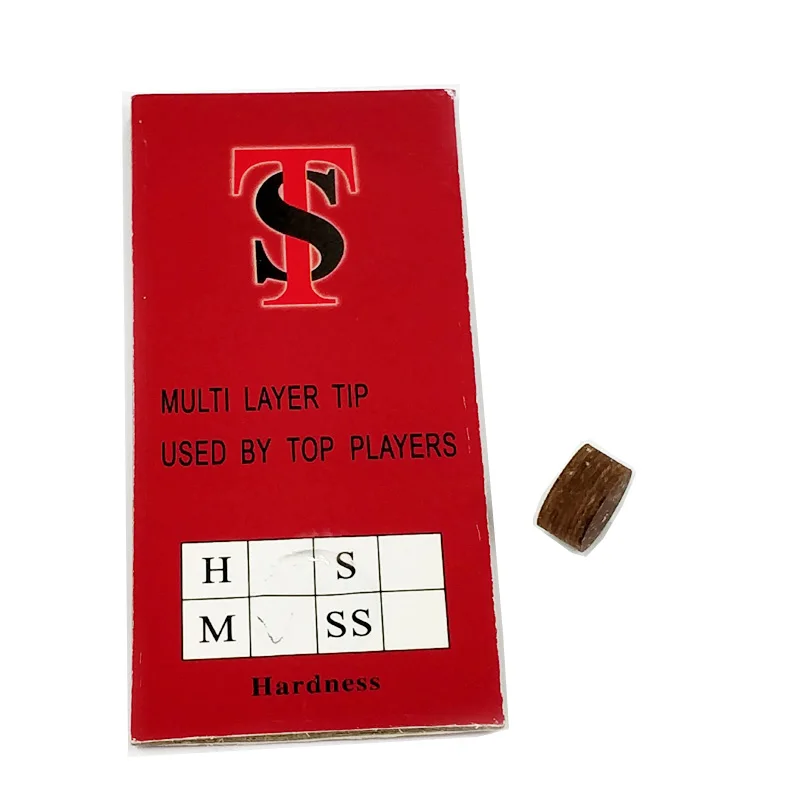 TS
MULTI LAYER TIP
USED BY TOP PLAYERS
H S
M ✓ SS
Hardness